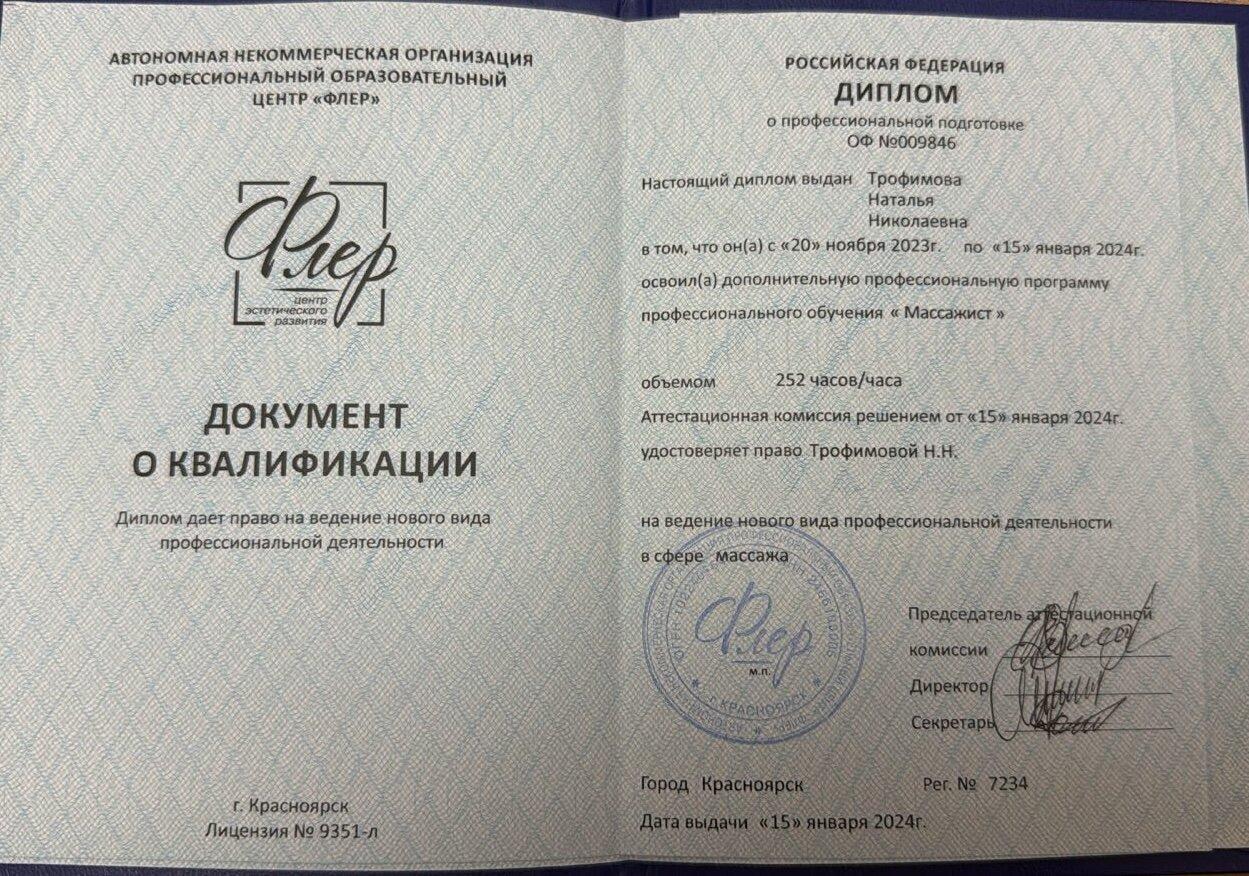 АВТОНОМНАЯ НЕКОММЕРЧЕСКАЯ ОРГАНИЗАЦИЯ
ПРОФЕССИОНАЛЬНЫЙ ОБРАЗОВАТЕЛЬНЫЙ
ЦЕНТР «ФЛЕР»
Флер
центр
эстетического
развития
ДОКУМЕНТ
О КВАЛИФИКАЦИИ
Диплом дает право на ведение нового вида
профессиональной деятельности
г. Красноярск
Лицензия № 9351-л
РОССИЙСКАЯ ФЕДЕРАЦИЯ
ДИПЛОМ
о профессиональной подготовке
ОФ №009846
Настоящий диплом выдан Трофимова
Наталья
Николаевна
в том, что он(а) с «20» ноября 2023г. по «15» января 2024г.
освоил(а) дополнительную профессиональную программу
профессионального обучения « Массажист »
объемом 252 часов/часа
Аттестационная комиссия решением от «15» января 2024г.
удостоверяет право Трофимовой Н.Н.
на ведение нового вида профессиональной деятельности
в сфере массажа
Флер
м.п.
г. КРАСНОЯРСК
Председатель аттестационной
комиссии
Директор
Секретарь
Город Красноярск Рег. № 7234
Дата выдачи «15» января 2024г.